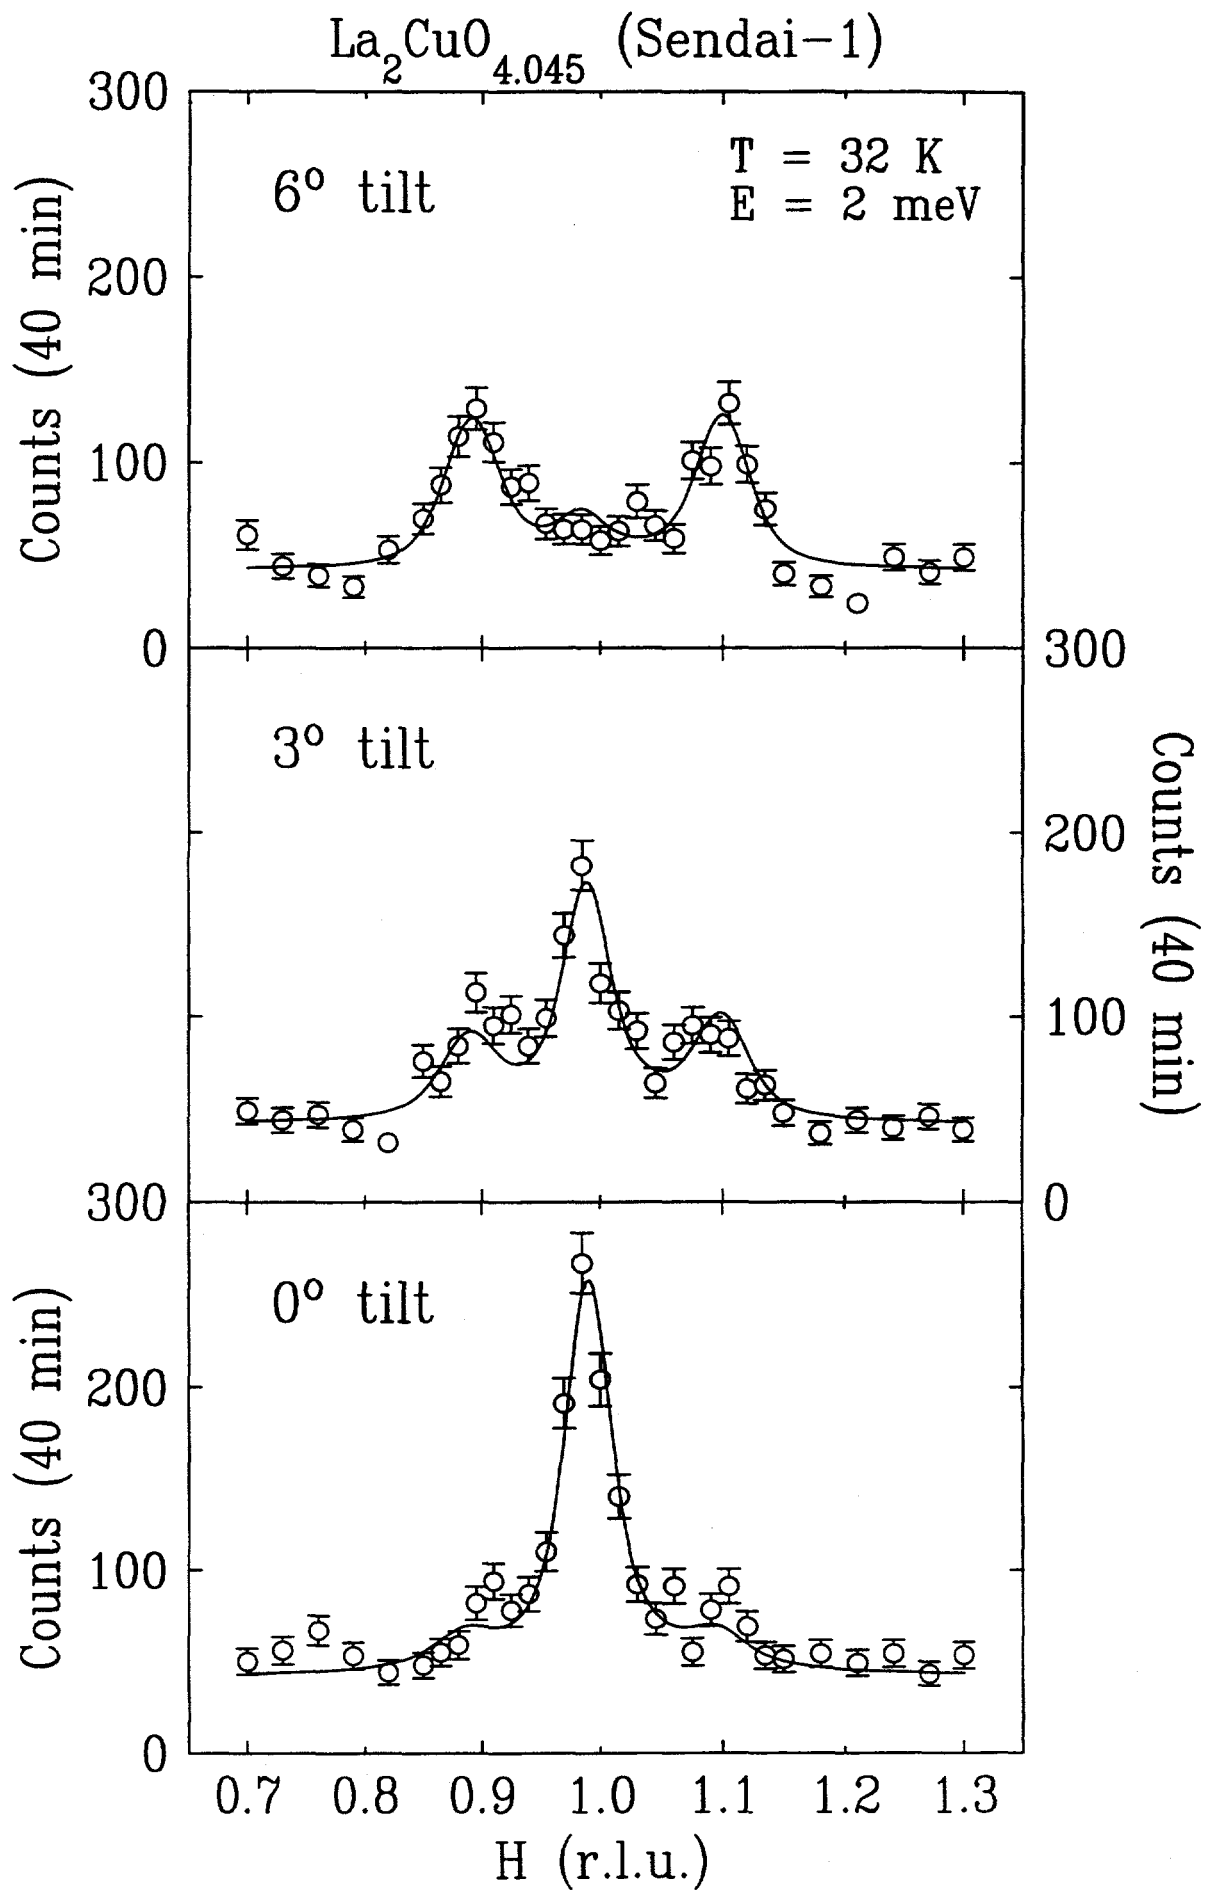 La2CuO4.045 (Sendai-1)
300
T = 32 K
6° tilt
E = 2 meV
200
Counts (40 min)
100
0
300
3° tilt
200
Counts (40 min)
100
300
0
0° tilt
200
Counts (40 min)
100
0
0.7 0.8 0.9 1.0 1.1 1.2 1.3
H (r.l.u.)